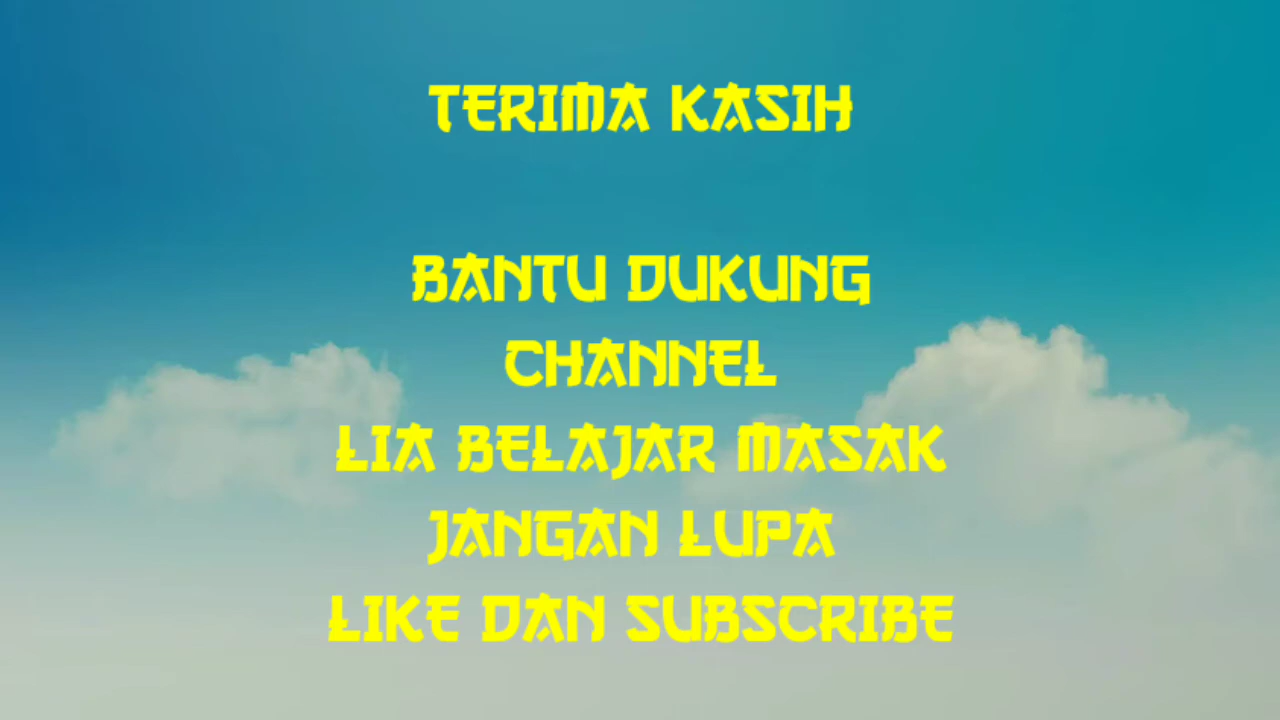 TERIMA KASIH
BANTU DUKUNG
CHANNEL
LIA BELAJAR MASAK
JANGAN LUPA
LIKE DAN SUBSCRIBE